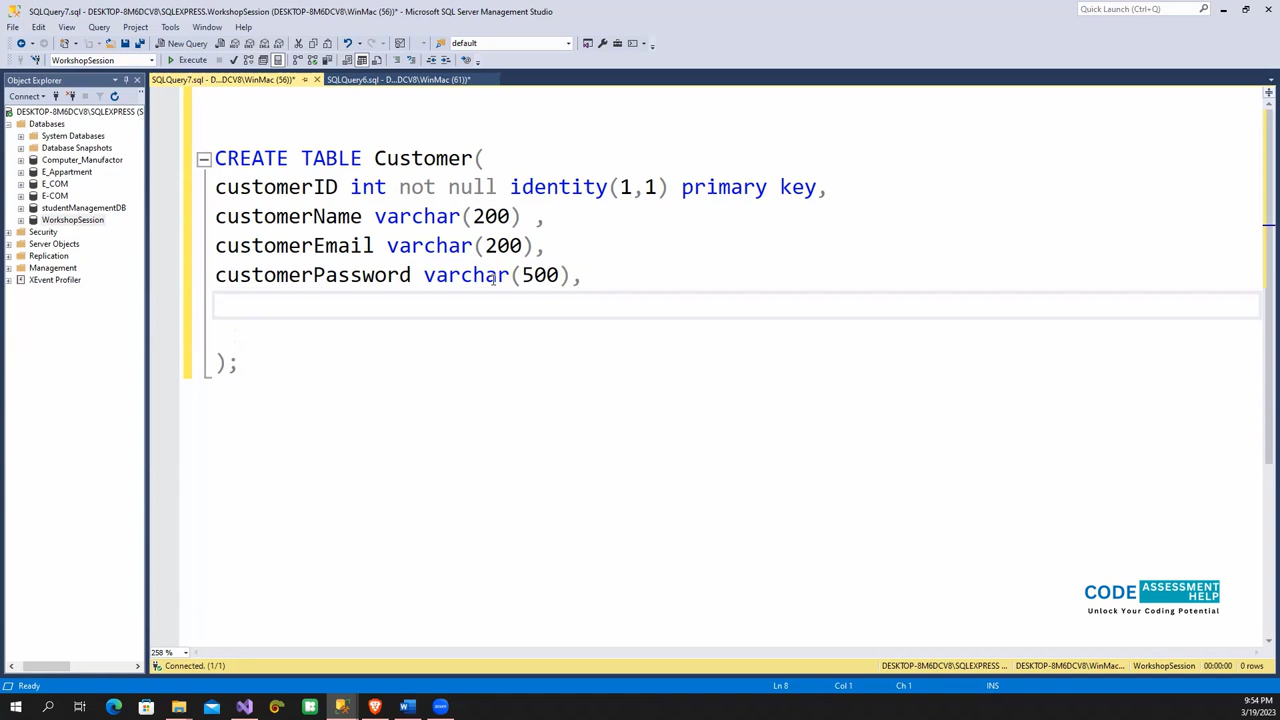 SQLQuery7.sql - DESKTOP-8M6DCV8\SQLEXPRESS.WorkshopSession (DESKTOP-8M6DCV8\WinMac (56))* - Microsoft SQL Server Management Studio
Quick Launch (Ctrl+Q)
File Edit View Query Project Tools Window Help
New Query
default
WorkshopSession
Execute
Object Explorer
SQLQuery7.sql - D...DCV8\WinMac (56))*
SQLQuery6.sql - D...DCV8\WinMac (61))*
Connect
DESKTOP-8M6DCV8\SQLEXPRESS (S
Databases
System Databases
Database Snapshots
Computer_Manufactor
E_Appartment
E_COM
E-COM
studentManagementDB
WorkshopSession
Security
Server Objects
Replication
Management
XEvent Profiler
CREATE TABLE Customer(
customerID int not null identity(1,1) primary key,
customerName varchar(200) ,
customerEmail varchar(200),
customerPassword varchar(500),
);
CODE ASSESSMENT HELP
Unlock Your Coding Potential
258 %
Connected. (1/1)
DESKTOP-8M6DCV8\SQLEXPRESS ...
DESKTOP-8M6DCV8\WinMac...
WorkshopSession
00:00:00
0 rows
Ready
Ln 8
Col 1
Ch 1
INS
9:54 PM
3/19/2023